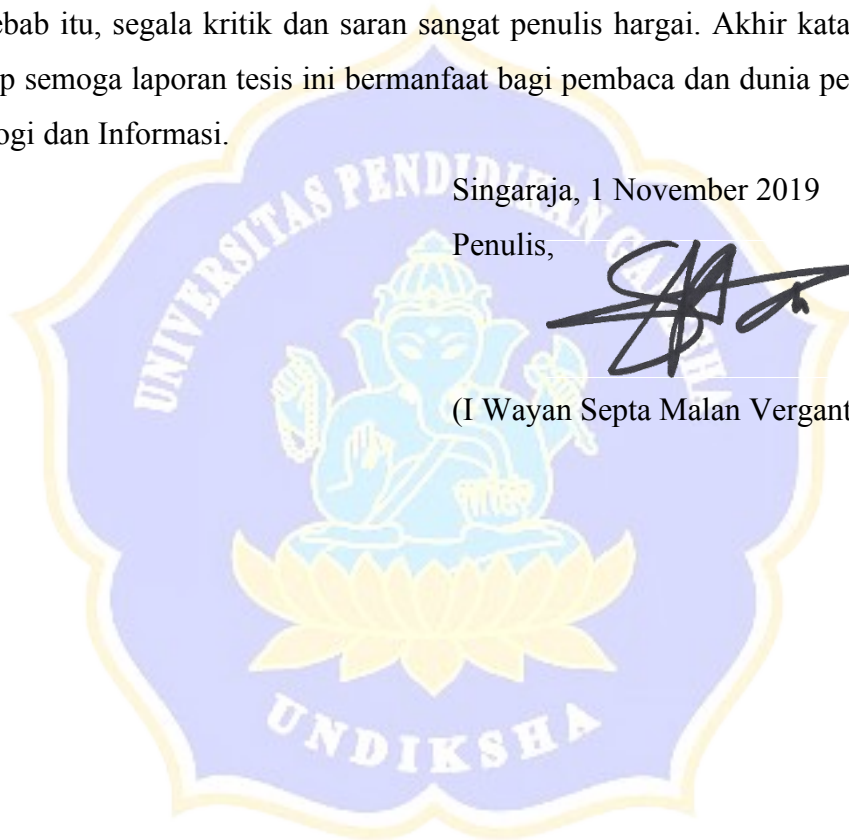 ebab itu, segala kritik dan saran sangat penulis hargai. Akhir kata
p semoga laporan tesis ini bermanfaat bagi pembaca dan dunia pe
ogi dan Informasi.
Singaraja, 1 November 2019
Penulis,
(I Wayan Septa Malan Vergant
UNIVERSITAS PENDIDIKAN GANESHA
UNDIKSHA